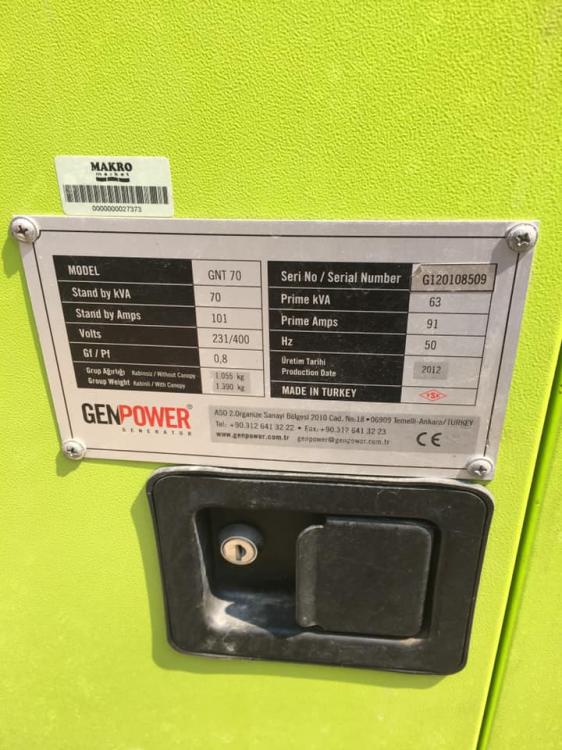 MAKRO
market
0000000027373
MODEL GNT 70
Stand by kVA 70
Stand by Amps 101
Volts 231/400
Gf / Pf 0,8
Grup Ağırlığı Kabinsiz / Without Canopy 1.055 kg
Group Weight Kabinli / With Canopy 1.390 kg
Seri No / Serial Number G120108509
Prime kVA 63
Prime Amps 91
Hz 50
Üretim Tarihi
Production Date 2012
MADE IN TURKEY TSE
GENPOWER®
GENERATOR
ASO 2.Organize Sanayi Bölgesi 2010 Cad. No:18 • 06909 Temelli-Ankara/TURKEY
Tel: +90.312 641 32 22 • Fax: +90.312 641 32 23
www.genpower.com.tr genpower@genpower.com.tr
CE